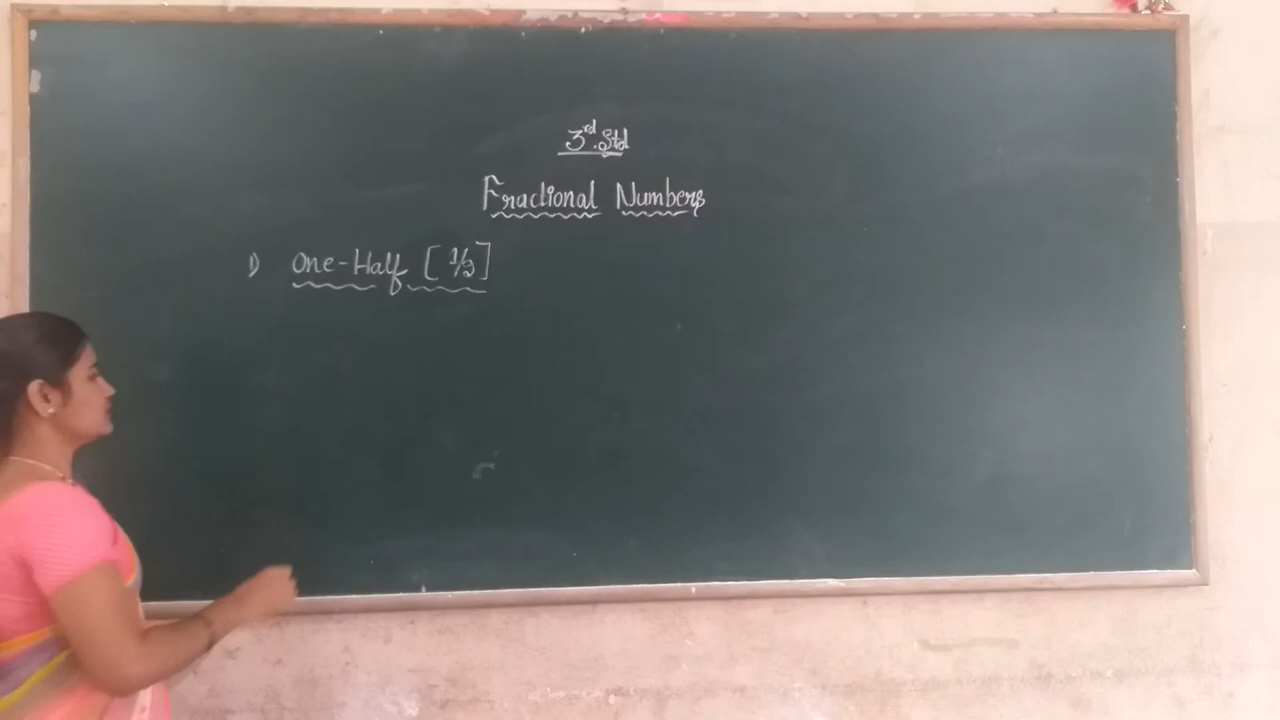 3rd.Std
Fractional Numbers
1) One-Half [ 1/2 ]